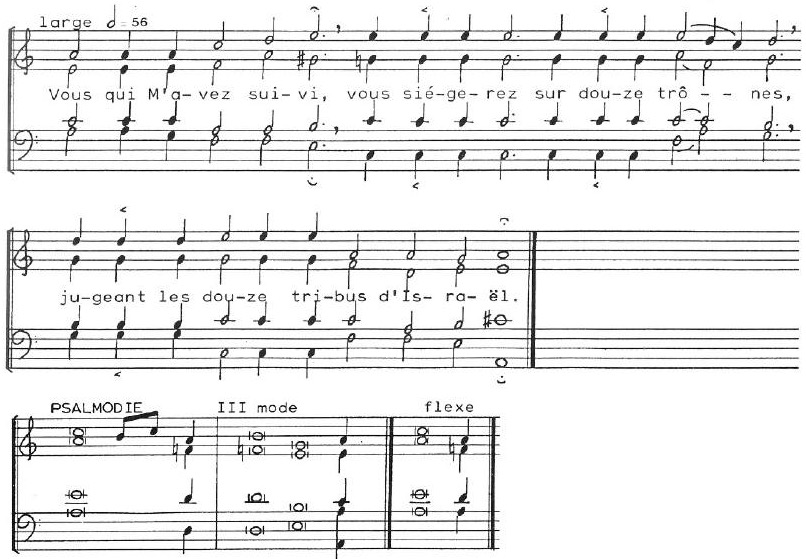 large 𝅗𝅥=56
Vous qui M'a-vez sui-vi, vous sié-ge-rez sur dou-ze trô - - nes,
ju-geant les dou-ze tri-bus d'Is- ra- ël.
PSALMODIE III mode flexe